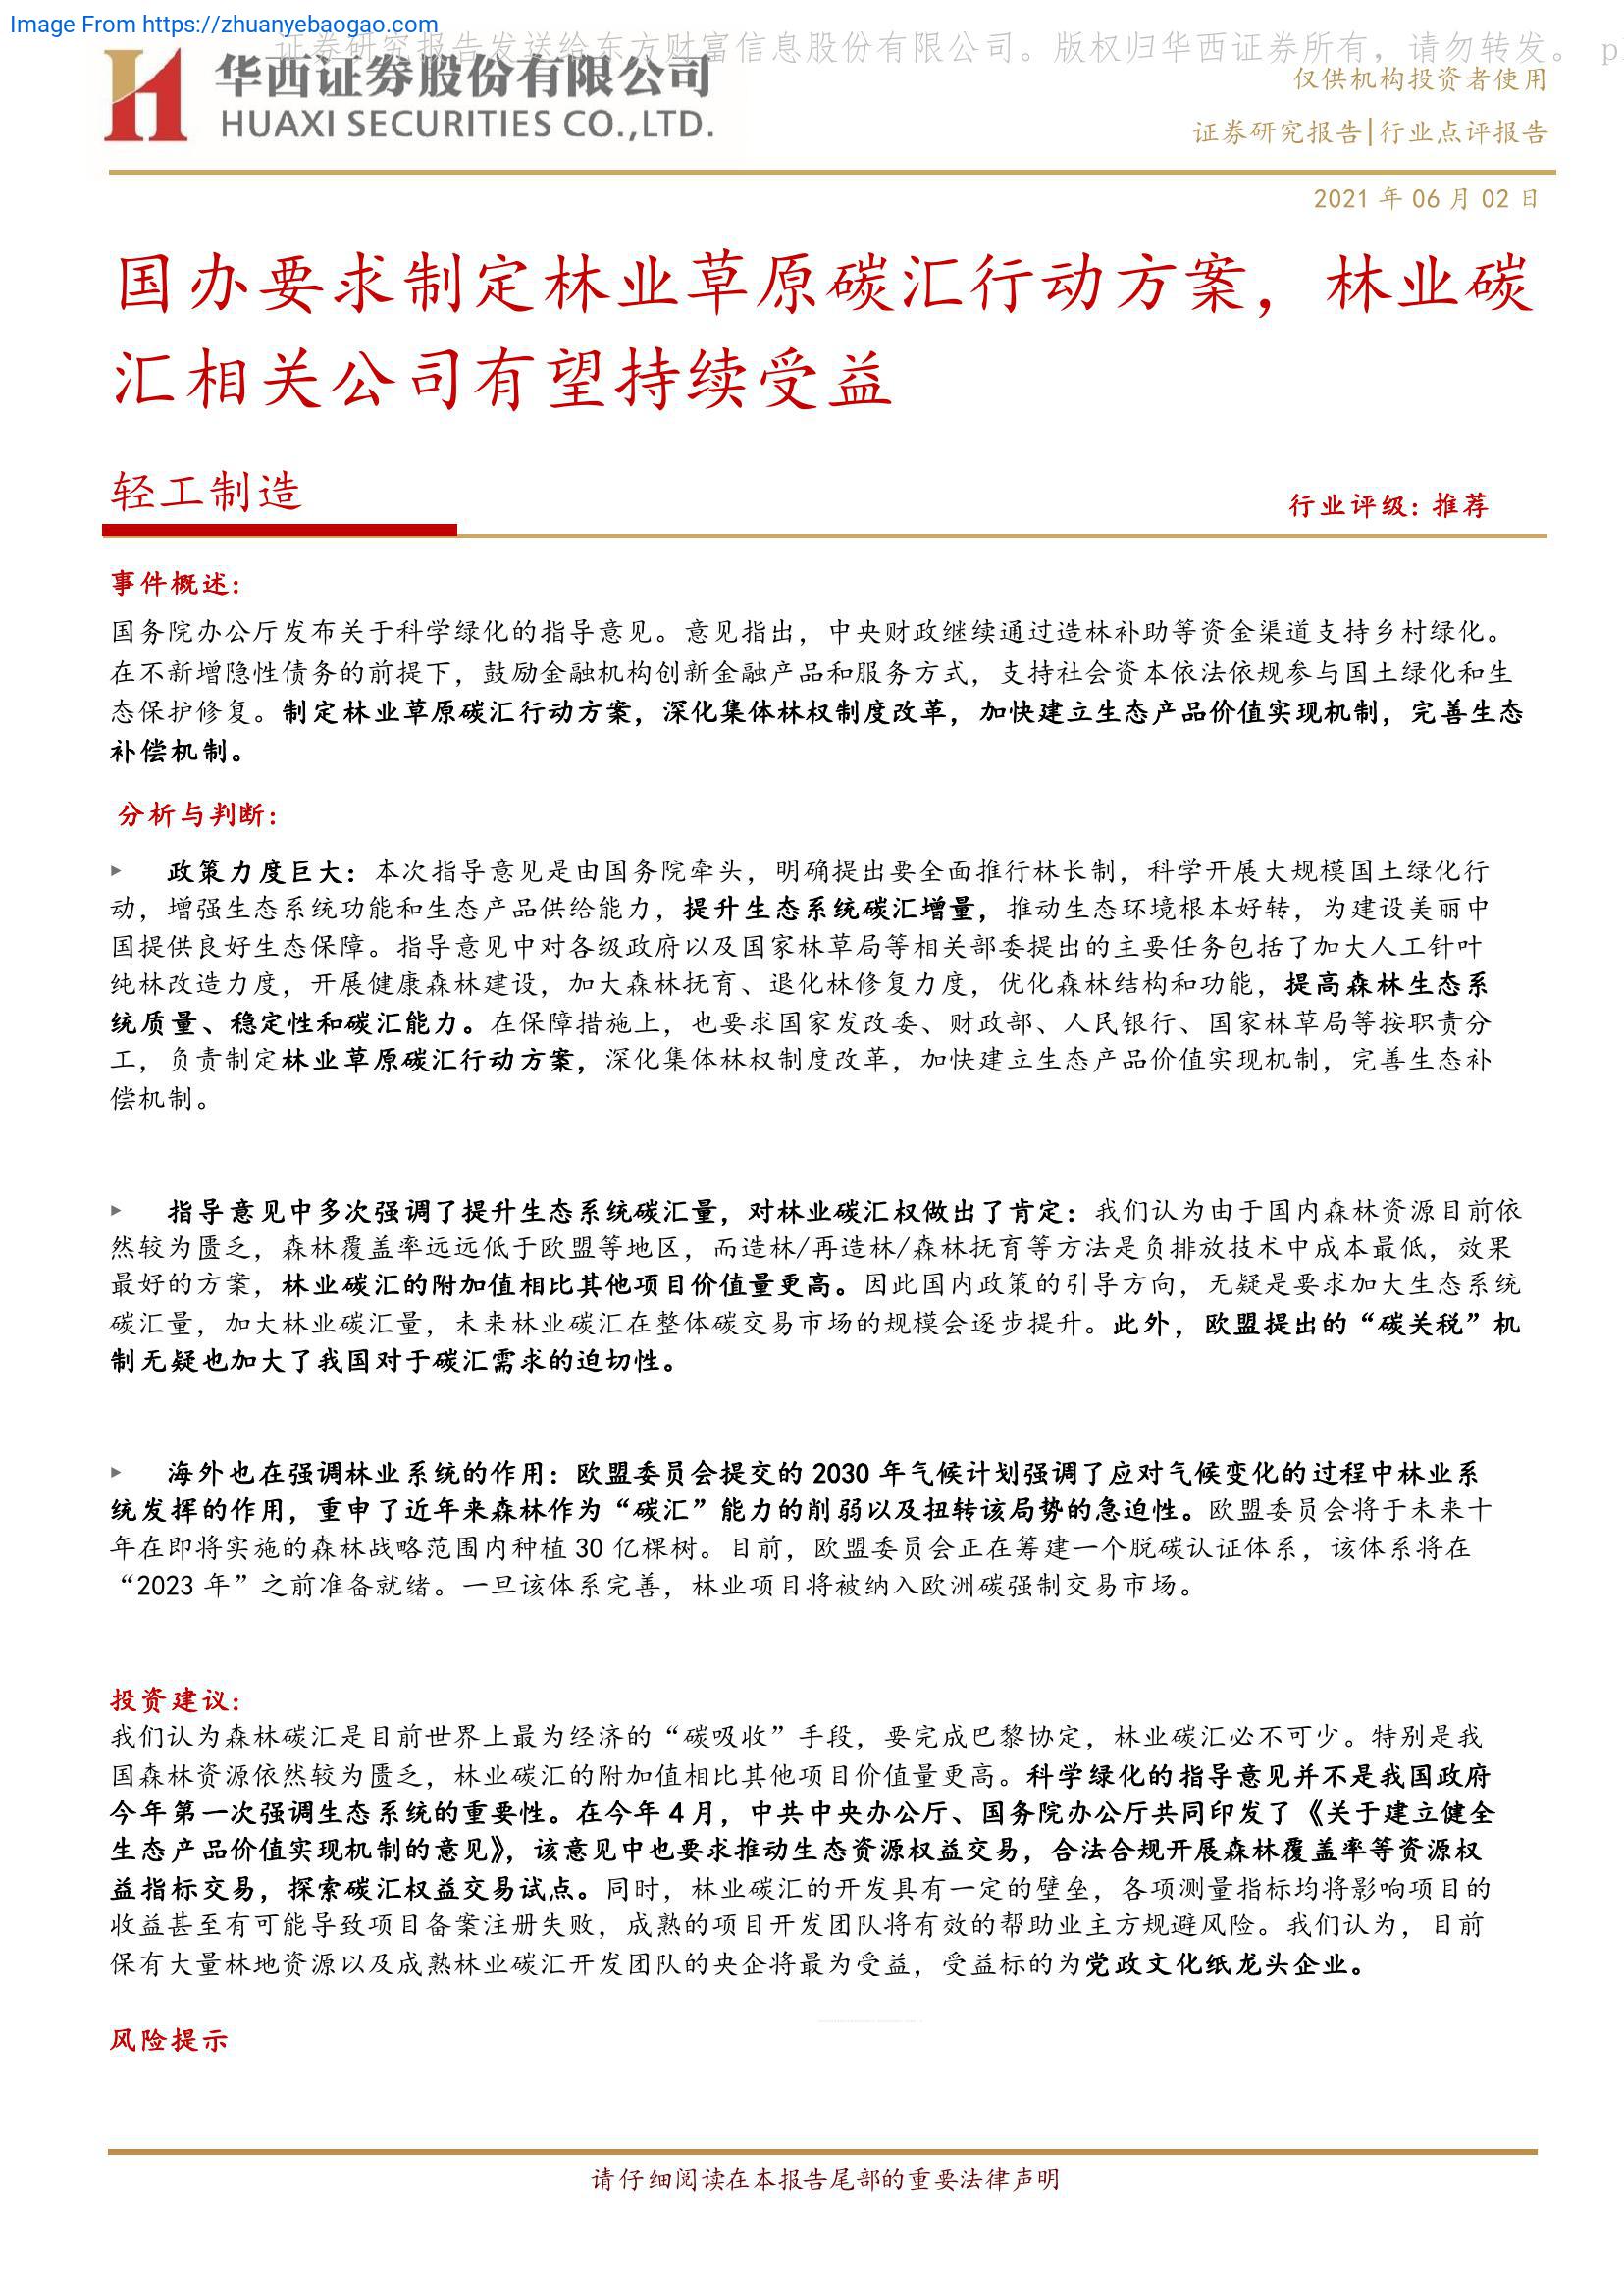 Image From https://zhuanyebaogao.com
证券研究报告发送给东方财富信息股份有限公司。版权归华西证券所有，请勿转发。 p
华西证券股份有限公司
HUAXI SECURITIES CO.,LTD.
仅供机构投资者使用
证券研究报告|行业点评报告
2021 年 06 月 02 日
国办要求制定林业草原碳汇行动方案，林业碳
汇相关公司有望持续受益
轻工制造
行业评级：推荐
事件概述：
国务院办公厅发布关于科学绿化的指导意见。意见指出，中央财政继续通过造林补助等资金渠道支持乡村绿化。
在不新增隐性债务的前提下，鼓励金融机构创新金融产品和服务方式，支持社会资本依法依规参与国土绿化和生
态保护修复。制定林业草原碳汇行动方案，深化集体林权制度改革，加快建立生态产品价值实现机制，完善生态
补偿机制。
分析与判断：
▸ 政策力度巨大：本次指导意见是由国务院牵头，明确提出要全面推行林长制，科学开展大规模国土绿化行
动，增强生态系统功能和生态产品供给能力，提升生态系统碳汇增量，推动生态环境根本好转，为建设美丽中
国提供良好生态保障。指导意见中对各级政府以及国家林草局等相关部委提出的主要任务包括了加大人工针叶
纯林改造力度，开展健康森林建设，加大森林抚育、退化林修复力度，优化森林结构和功能，提高森林生态系
统质量、稳定性和碳汇能力。在保障措施上，也要求国家发改委、财政部、人民银行、国家林草局等按职责分
工，负责制定林业草原碳汇行动方案，深化集体林权制度改革，加快建立生态产品价值实现机制，完善生态补
偿机制。
▸ 指导意见中多次强调了提升生态系统碳汇量，对林业碳汇权做出了肯定：我们认为由于国内森林资源目前依
然较为匮乏，森林覆盖率远远低于欧盟等地区，而造林/再造林/森林抚育等方法是负排放技术中成本最低，效果
最好的方案，林业碳汇的附加值相比其他项目价值量更高。因此国内政策的引导方向，无疑是要求加大生态系统
碳汇量，加大林业碳汇量，未来林业碳汇在整体碳交易市场的规模会逐步提升。此外，欧盟提出的“碳关税”机
制无疑也加大了我国对于碳汇需求的迫切性。
▸ 海外也在强调林业系统的作用：欧盟委员会提交的 2030 年气候计划强调了应对气候变化的过程中林业系
统发挥的作用，重申了近年来森林作为“碳汇”能力的削弱以及扭转该局势的急迫性。欧盟委员会将于未来十
年在即将实施的森林战略范围内种植 30 亿棵树。目前，欧盟委员会正在筹建一个脱碳认证体系，该体系将在
“2023 年”之前准备就绪。一旦该体系完善，林业项目将被纳入欧洲碳强制交易市场。
投资建议：
我们认为森林碳汇是目前世界上最为经济的“碳吸收”手段，要完成巴黎协定，林业碳汇必不可少。特别是我
国森林资源依然较为匮乏，林业碳汇的附加值相比其他项目价值量更高。科学绿化的指导意见并不是我国政府
今年第一次强调生态系统的重要性。在今年 4 月，中共中央办公厅、国务院办公厅共同印发了《关于建立健全
生态产品价值实现机制的意见》，该意见中也要求推动生态资源权益交易，合法合规开展森林覆盖率等资源权
益指标交易，探索碳汇权益交易试点。同时，林业碳汇的开发具有一定的壁垒，各项测量指标均将影响项目的
收益甚至有可能导致项目备案注册失败，成熟的项目开发团队将有效的帮助业主方规避风险。我们认为，目前
保有大量林地资源以及成熟林业碳汇开发团队的央企将最为受益，受益标的为党政文化纸龙头企业。
风险提示
请仔细阅读在本报告尾部的重要法律声明